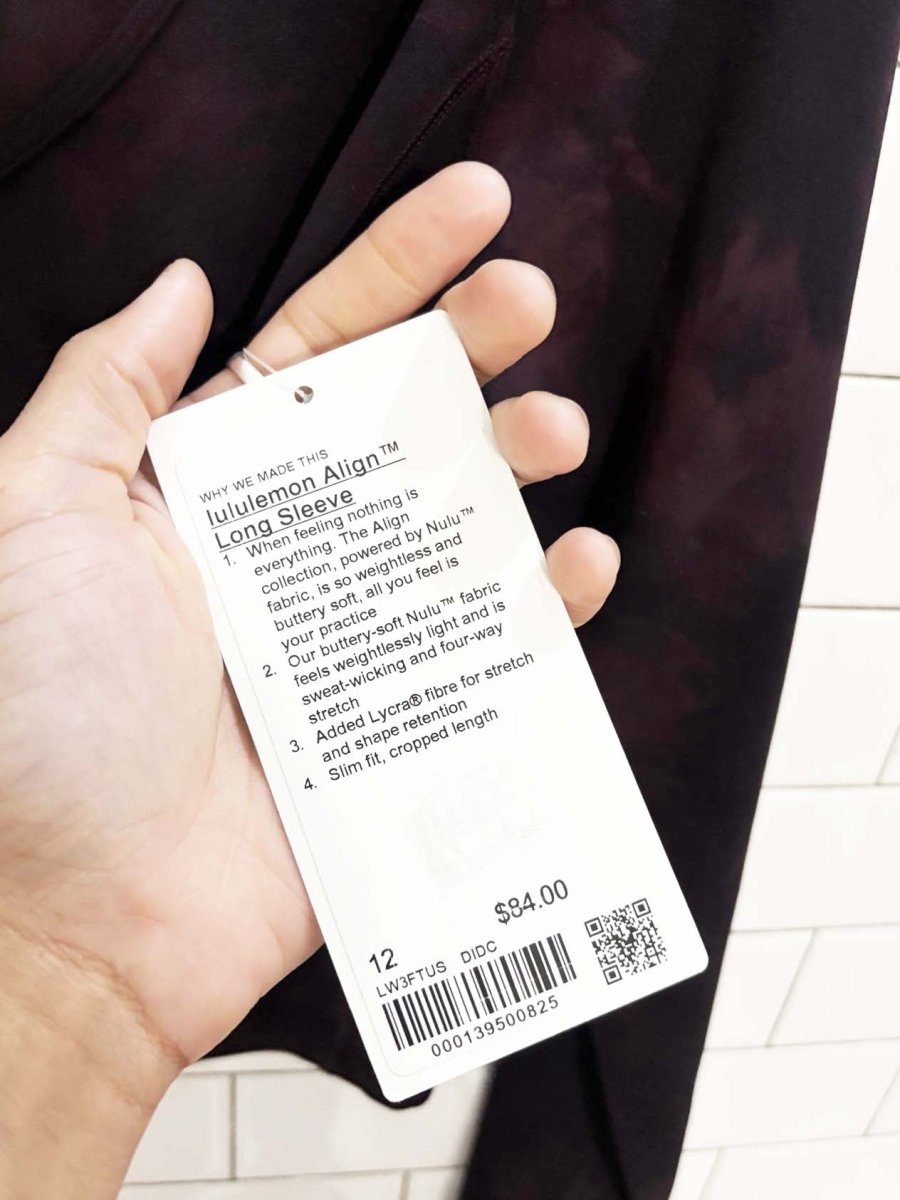 WHY WE MADE THIS
lululemon Align™
Long Sleeve
1. When feeling nothing is
everything. The Align
collection, powered by Nulu™
fabric, is so weightless and
buttery soft, all you feel is
your practice
2. Our buttery-soft Nulu™ fabric
feels weightlessly light and is
sweat-wicking and four-way
stretch
3. Added Lycra® fibre for stretch
and shape retention
4. Slim fit, cropped length
$84.00
12
LW3FTUS DIDC
000139500825